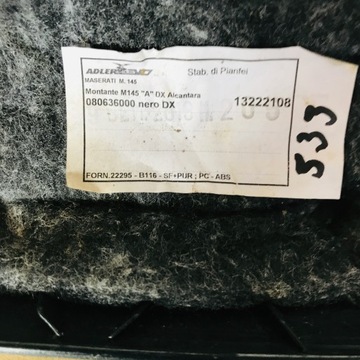 ADLER EVO Stab. di Pianfei
MASERATI M. 145
Montante M145 "A" DX Alcantara
080636000 nero DX 13222108
533
FORN.22295 - B116 - SF+PUR ; PC - ABS